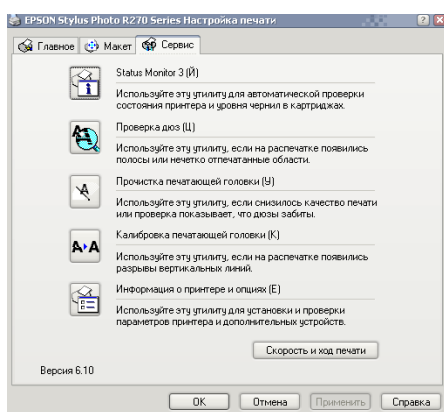 EPSON Stylus Photo R270 Series Настройка печати
Главное Макет Сервис
Status Monitor 3 (Й)
Используйте эту утилиту для автоматической проверки
состояния принтера и уровня чернил в картриджах.
Проверка дюз (Ц)
Используйте эту утилиту, если на распечатке появились
полосы или нечетко отпечатанные области.
Прочистка печатающей головки (У)
Используйте эту утилиту, если снизилось качество печати
или проверка показывает, что дюзы забиты.
Калибровка печатающей головки (К)
Используйте эту утилиту, если на распечатке появились
разрывы вертикальных линий.
Информация о принтере и опциях (Е)
Используйте эту утилиту для установки и проверки
параметров принтера и дополнительных устройств.
Скорость и ход печати
Версия 6.10
OK Отмена Применить Справка